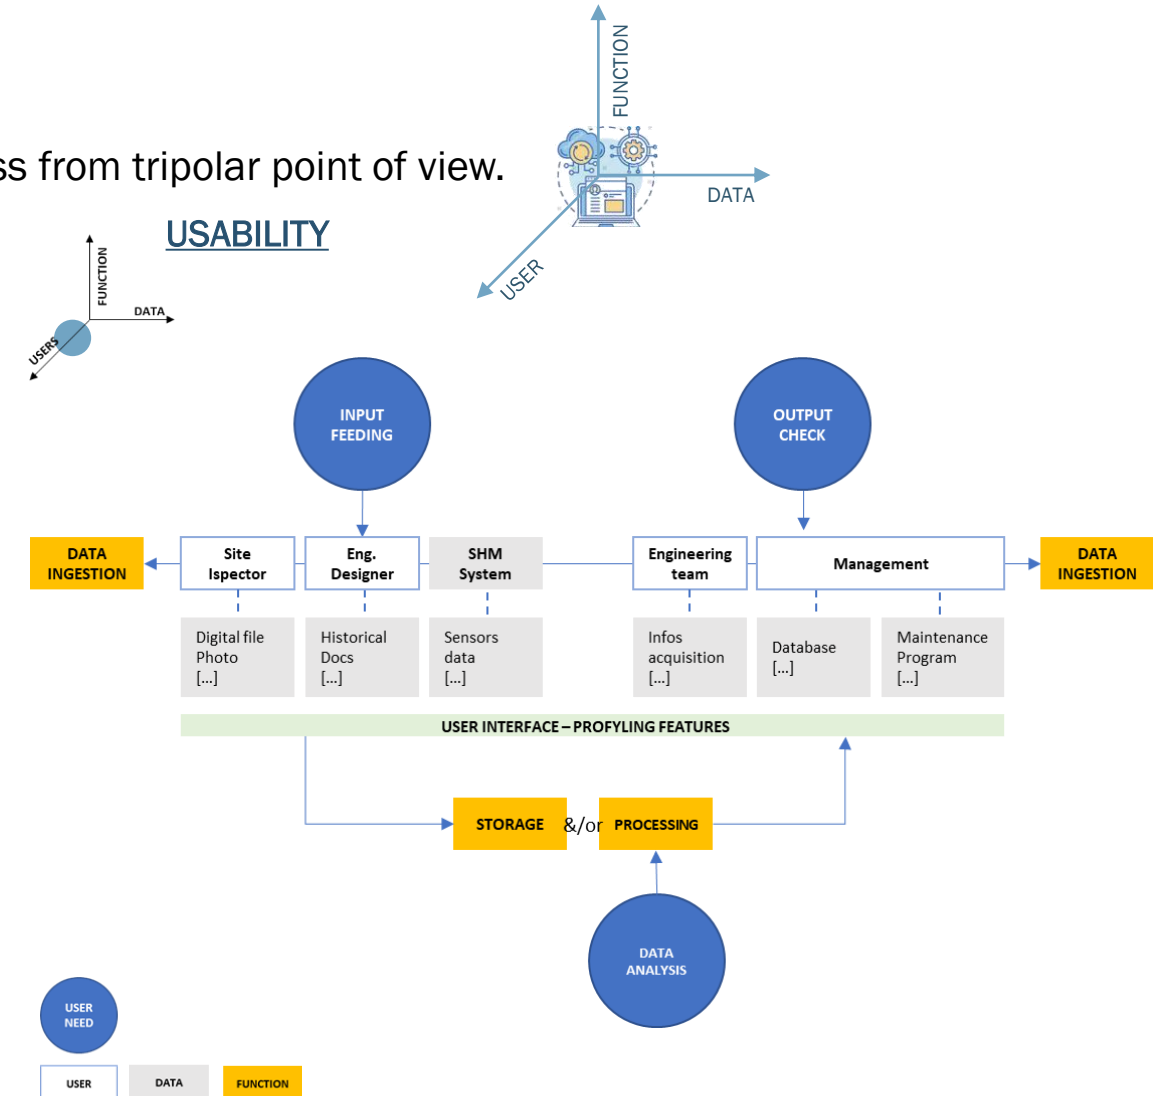 FUNCTION
ss from tripolar point of view.
DATA
USABILITY
USER
FUNCTION
DATA
USERS
INPUT
FEEDING
OUTPUT
CHECK
DATA
INGESTION
Site
Ispector
Eng.
Designer
SHM
System
Engineering
team
Management
DATA
INGESTION
Digital file
Photo
[...]
Historical
Docs
[...]
Sensors
data
[...]
Infos
acquisition
[...]
Database
[...]
Maintenance
Program
[...]
USER INTERFACE – PROFYLING FEATURES
STORAGE &/or PROCESSING
DATA
ANALYSIS
USER
NEED
USER
DATA
FUNCTION